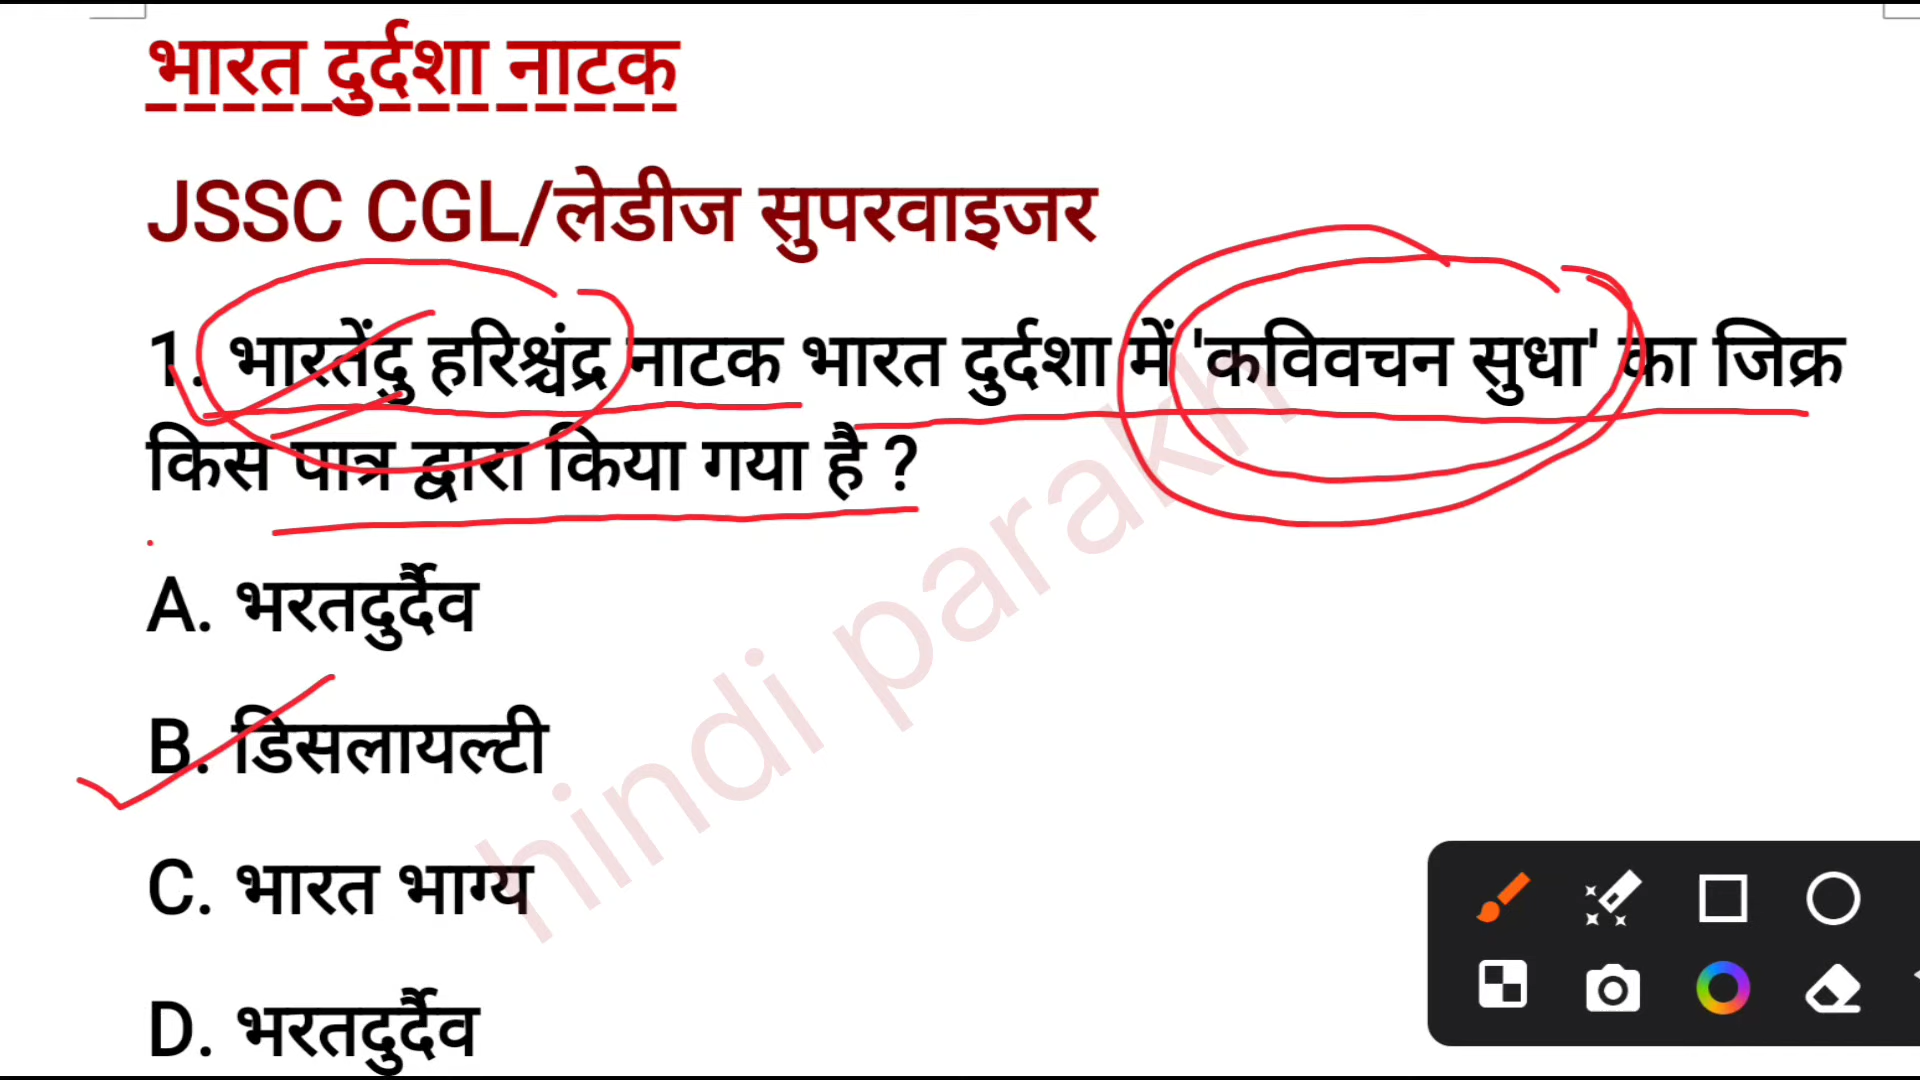 भारत दुर्दशा नाटक
JSSC CGL/लेडीज सुपरवाइजर
1. भारतेंदु हरिश्चंद्र नाटक भारत दुर्दशा में 'कविवचन सुधा' का जिक्र
किस पात्र द्वारा किया गया है ?
A. भरतदुर्दैव
B. डिसलायल्टी
C. भारत भाग्य
D. भरतदुर्दैव
hindi parakh